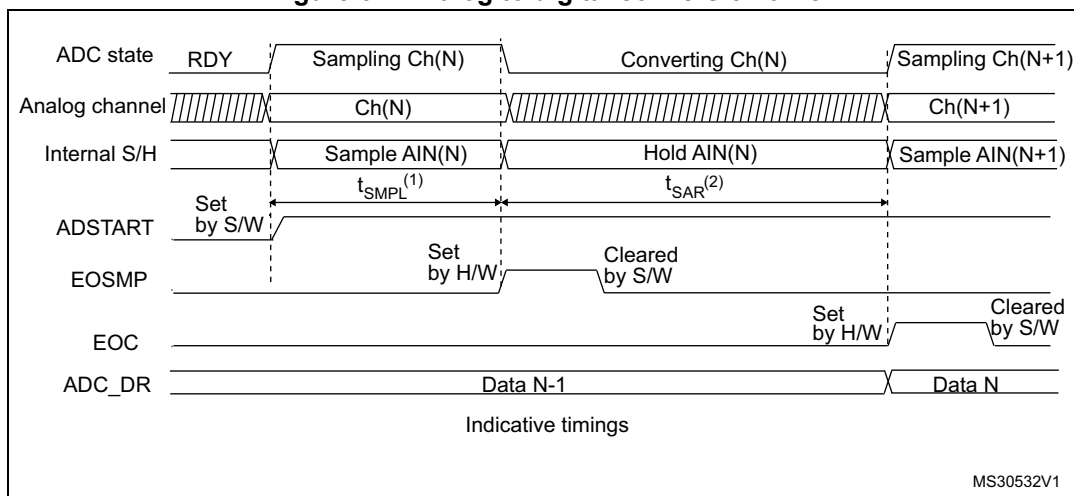 ADC state RDY Sampling Ch(N) Converting Ch(N) Sampling Ch(N+1)
Analog channel Ch(N) Ch(N+1)
Internal S/H Sample AIN(N) Hold AIN(N) Sample AIN(N+1)
tSMPL(1) tSAR(2)
Set
by S/W
ADSTART
Set
by H/W
Cleared
by S/W
EOSMP
Set
by H/W
Cleared
by S/W
EOC
ADC_DR Data N-1 Data N
Indicative timings
MS30532V1